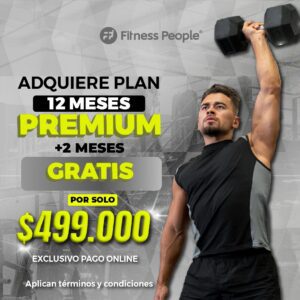 Fitness People®
ADQUIERE PLAN
12 MESES
PREMIUM
+2 MESES
GRATIS
POR SOLO
$499.000
EXCLUSIVO PAGO ONLINE
Aplican términos y condiciones